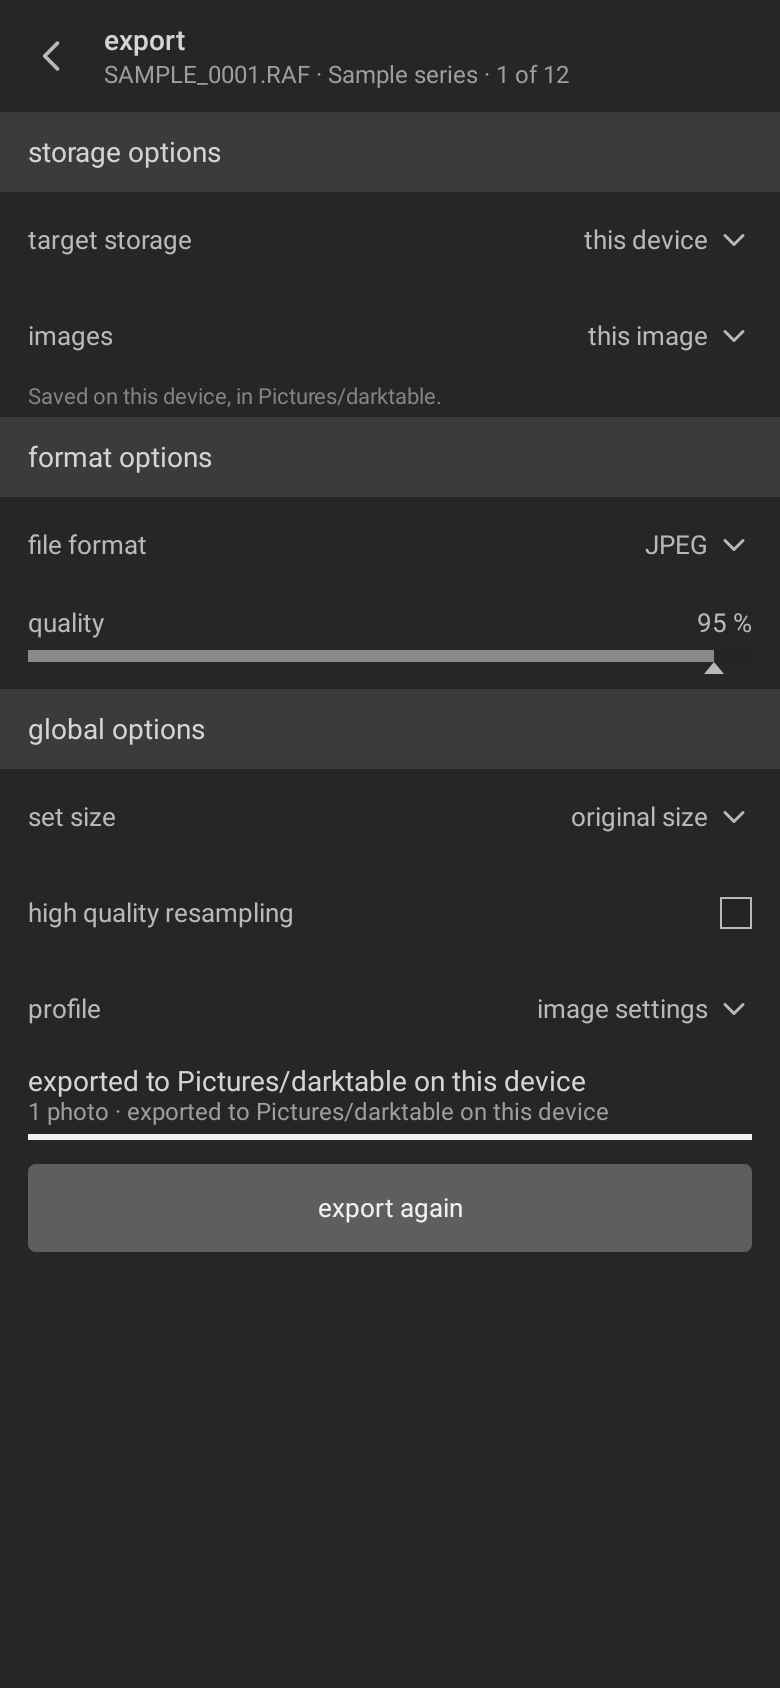 export
SAMPLE_0001.RAF · Sample series · 1 of 12
storage options
target storage this device
images this image
Saved on this device, in Pictures/darktable.
format options
file format JPEG
quality 95 %
global options
set size original size
high quality resampling
profile image settings
exported to Pictures/darktable on this device
1 photo · exported to Pictures/darktable on this device
export again